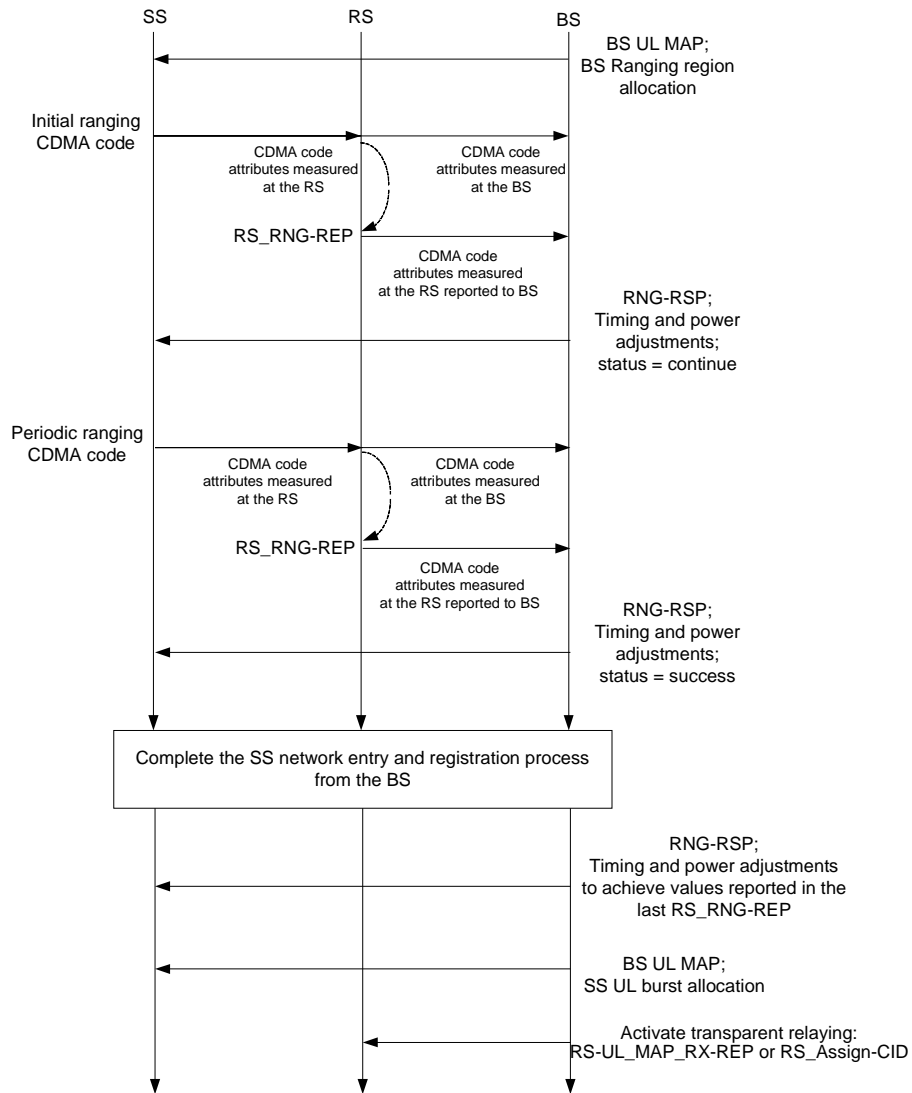 SS
RS
BS
BS UL MAP;
BS Ranging region
allocation
Initial ranging
CDMA code
CDMA code
attributes measured
at the RS
CDMA code
attributes measured
at the BS
RS_RNG-REP
CDMA code
attributes measured
at the RS reported to BS
RNG-RSP;
Timing and power
adjustments;
status = continue
Periodic ranging
CDMA code
CDMA code
attributes measured
at the RS
CDMA code
attributes measured
at the BS
RS_RNG-REP
CDMA code
attributes measured
at the RS reported to BS
RNG-RSP;
Timing and power
adjustments;
status = success
Complete the SS network entry and registration process
from the BS
RNG-RSP;
Timing and power adjustments
to achieve values reported in the
last RS_RNG-REP
BS UL MAP;
SS UL burst allocation
Activate transparent relaying:
RS-UL_MAP_RX-REP or RS_Assign-CID